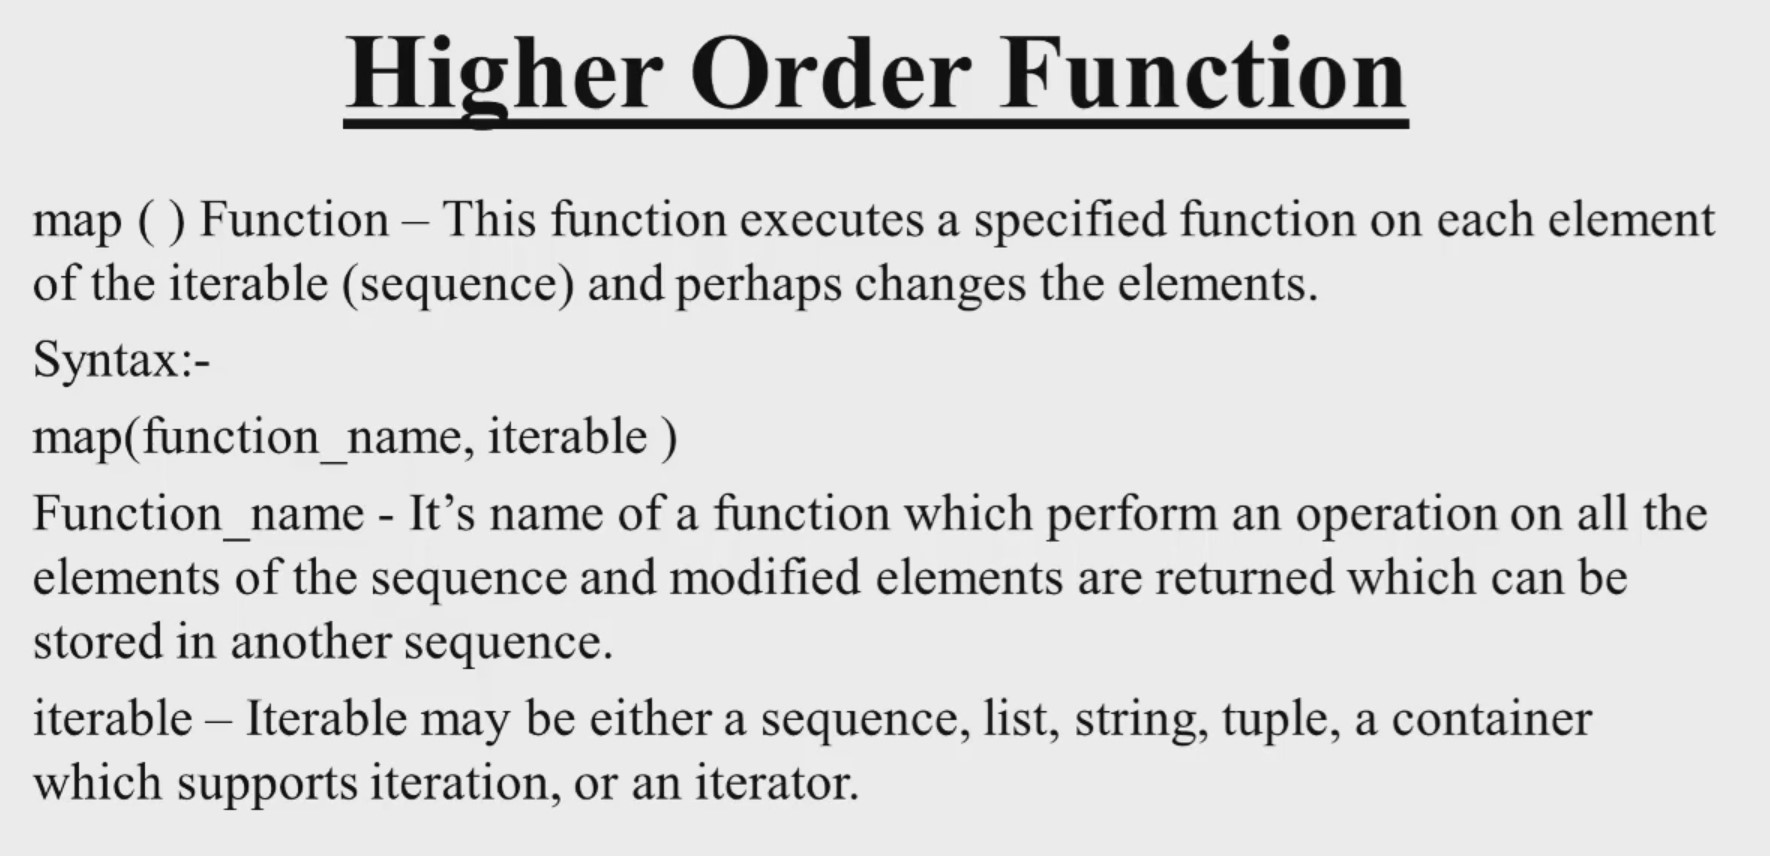 Higher Order Function
map ( ) Function – This function executes a specified function on each element
of the iterable (sequence) and perhaps changes the elements.
Syntax:-
map(function_name, iterable )
Function_name - It’s name of a function which perform an operation on all the
elements of the sequence and modified elements are returned which can be
stored in another sequence.
iterable – Iterable may be either a sequence, list, string, tuple, a container
which supports iteration, or an iterator.